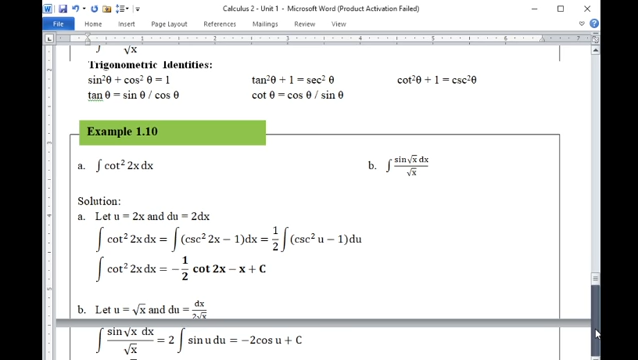 Calculus 2 - Unit 1 - Microsoft Word (Product Activation Failed)
File Home Insert Page Layout References Mailings Review View
√x
Trigonometric Identities:
sin²θ + cos² θ = 1 tan²θ + 1 = sec² θ cot²θ + 1 = csc²θ
tan θ = sin θ / cos θ cot θ = cos θ / sin θ
Example 1.10
a. ∫ cot² 2x dx b. ∫ sin√x dx / √x
Solution:
a. Let u = 2x and du = 2dx
∫ cot² 2x dx = ∫ (csc² 2x − 1)dx = 1/2 ∫ (csc² u − 1)du
∫ cot² 2x dx = −1/2 cot 2x − x + C
b. Let u = √x and du = dx / 2√x
∫ sin√x dx / √x = 2 ∫ sin u du = −2cos u + C